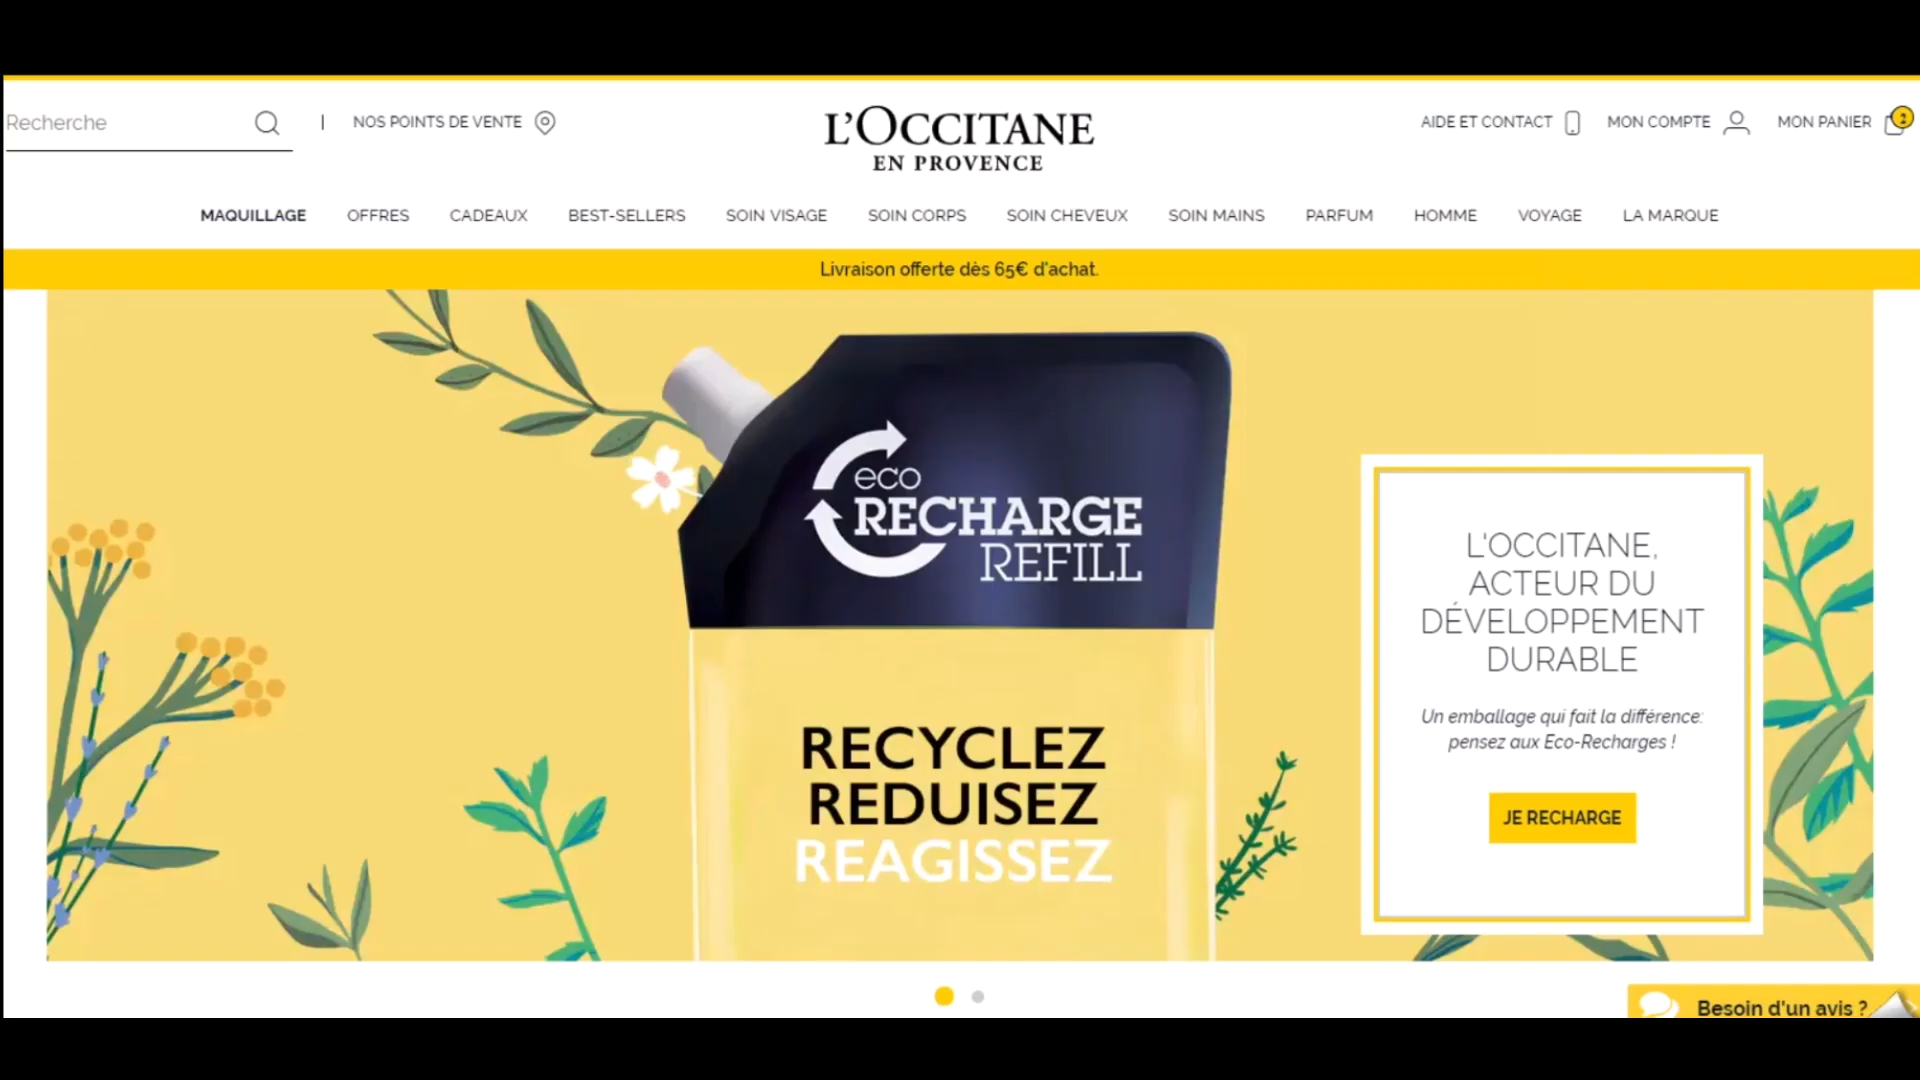 Recherche
NOS POINTS DE VENTE
L'OCCITANE
EN PROVENCE
AIDE ET CONTACT
MON COMPTE
MON PANIER
2
MAQUILLAGE
OFFRES
CADEAUX
BEST-SELLERS
SOIN VISAGE
SOIN CORPS
SOIN CHEVEUX
SOIN MAINS
PARFUM
HOMME
VOYAGE
LA MARQUE
Livraison offerte dès 65€ d'achat.
eco
RECHARGE
REFILL
RECYCLEZ
REDUISEZ
REAGISSEZ
L'OCCITANE,
ACTEUR DU
DÉVELOPPEMENT
DURABLE
Un emballage qui fait la différence:
pensez aux Eco-Recharges !
JE RECHARGE
Besoin d'un avis ?